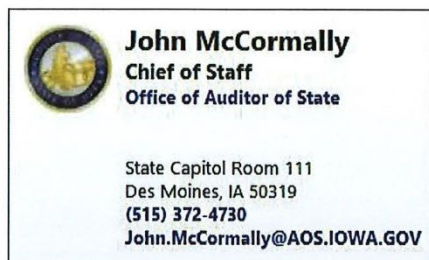 John McCormally
Chief of Staff
Office of Auditor of State
State Capitol Room 111
Des Moines, IA 50319
(515) 372-4730
John.McCormally@AOS.IOWA.GOV